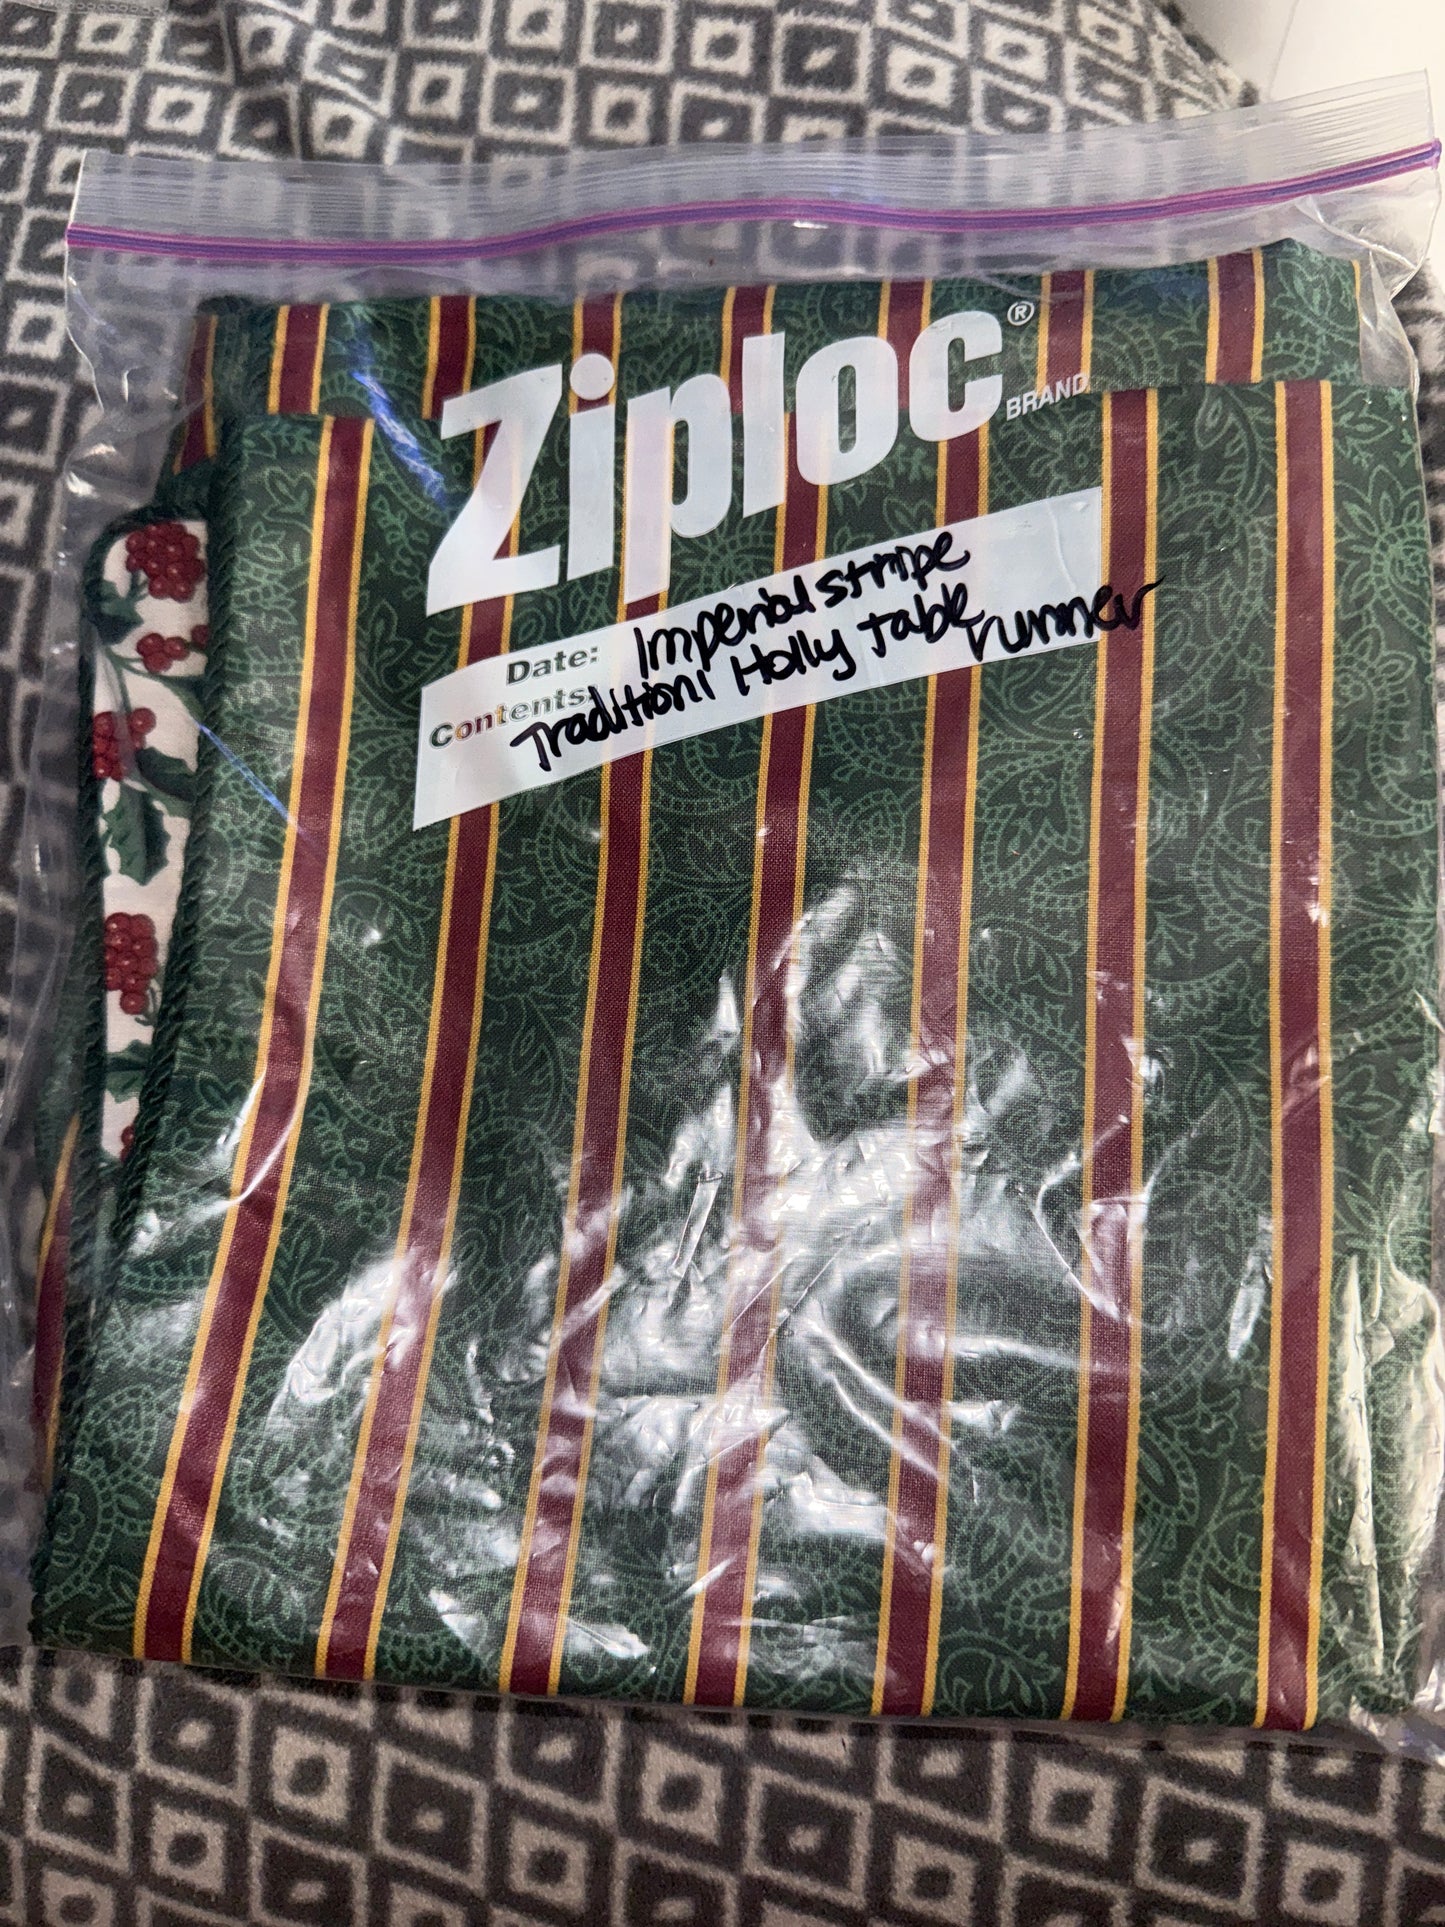 Ziploc®
BRAND
Date: Imperial stripe
Contents: Traditionl Holly table runner